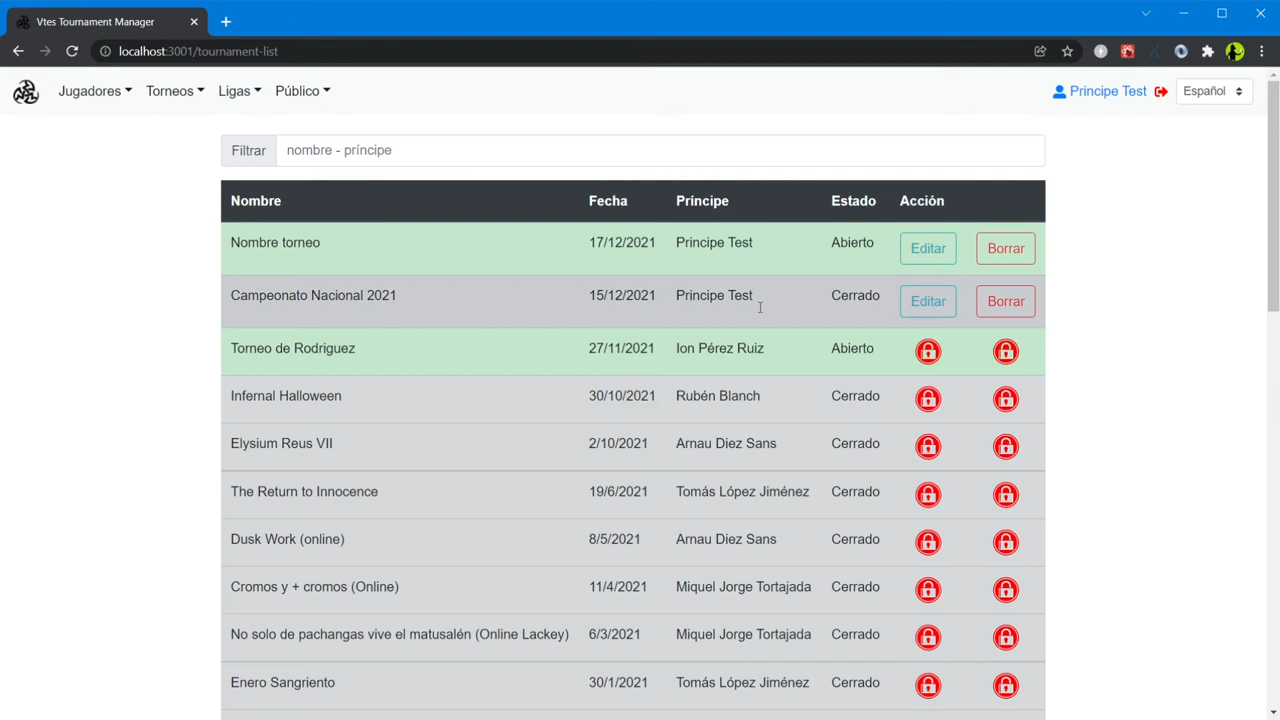 Vtes Tournament Manager
localhost:3001/tournament-list
Jugadores Torneos Ligas Público Principe Test Español
Filtrar nombre - príncipe
Nombre Fecha Príncipe Estado Acción
Nombre torneo 17/12/2021 Principe Test Abierto Editar Borrar
Campeonato Nacional 2021 15/12/2021 Principe Test Cerrado Editar Borrar
Torneo de Rodriguez 27/11/2021 Ion Pérez Ruiz Abierto
Infernal Halloween 30/10/2021 Rubén Blanch Cerrado
Elysium Reus VII 2/10/2021 Arnau Diez Sans Cerrado
The Return to Innocence 19/6/2021 Tomás López Jiménez Cerrado
Dusk Work (online) 8/5/2021 Arnau Diez Sans Cerrado
Cromos y + cromos (Online) 11/4/2021 Miquel Jorge Tortajada Cerrado
No solo de pachangas vive el matusalén (Online Lackey) 6/3/2021 Miquel Jorge Tortajada Cerrado
Enero Sangriento 30/1/2021 Tomás López Jiménez Cerrado